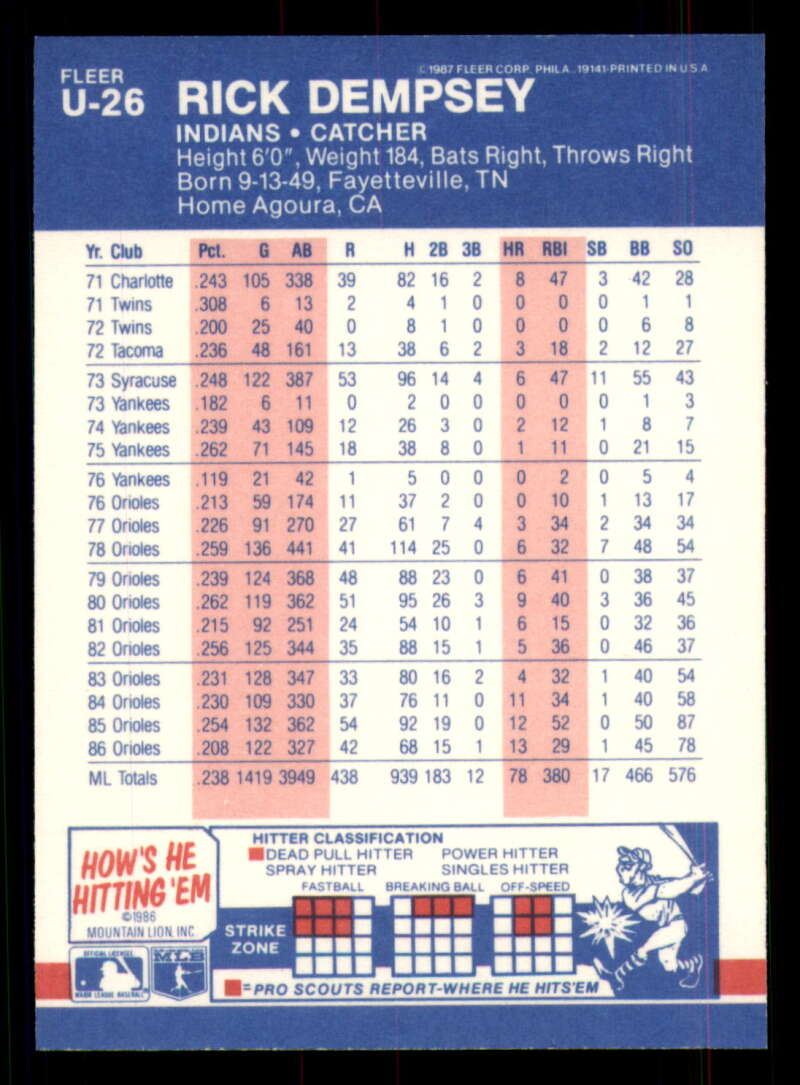 FLEER
© 1987 FLEER CORP. PHILA. 19141-PRINTED IN U.S.A.
U-26 RICK DEMPSEY
INDIANS • CATCHER
Height 6'0", Weight 184, Bats Right, Throws Right
Born 9-13-49, Fayetteville, TN
Home Agoura, CA
Yr. Club Pct. G AB R H 2B 3B HR RBI SB BB SO
71 Charlotte .243 105 338 39 82 16 2 8 47 3 42 28
71 Twins .308 6 13 2 4 1 0 0 0 0 1 1
72 Twins .200 25 40 0 8 1 0 0 0 0 6 8
72 Tacoma .236 48 161 13 38 6 2 3 18 2 12 27
73 Syracuse .248 122 387 53 96 14 4 6 47 11 55 43
73 Yankees .182 6 11 0 2 0 0 0 0 0 1 3
74 Yankees .239 43 109 12 26 3 0 2 12 1 8 7
75 Yankees .262 71 145 18 38 8 0 1 11 0 21 15
76 Yankees .119 21 42 1 5 0 0 0 2 0 5 4
76 Orioles .213 59 174 11 37 2 0 0 10 1 13 17
77 Orioles .226 91 270 27 61 7 4 3 34 2 34 34
78 Orioles .259 136 441 41 114 25 0 6 32 7 48 54
79 Orioles .239 124 368 48 88 23 0 6 41 0 38 37
80 Orioles .262 119 362 51 95 26 3 9 40 3 36 45
81 Orioles .215 92 251 24 54 10 1 6 15 0 32 36
82 Orioles .256 125 344 35 88 15 1 5 36 0 46 37
83 Orioles .231 128 347 33 80 16 2 4 32 1 40 54
84 Orioles .230 109 330 37 76 11 0 11 34 1 40 58
85 Orioles .254 132 362 54 92 19 0 12 52 0 50 87
86 Orioles .208 122 327 42 68 15 1 13 29 1 45 78
ML Totals .238 1419 3949 438 939 183 12 78 380 17 466 576
HOW'S HE
HITTING 'EM
©1986
MOUNTAIN LION, INC.
OFFICIAL LICENSEE
MAJOR LEAGUE BASEBALL
MLB
HITTER CLASSIFICATION
DEAD PULL HITTER POWER HITTER
SPRAY HITTER SINGLES HITTER
FASTBALL BREAKING BALL OFF-SPEED
STRIKE
ZONE
=PRO SCOUTS REPORT-WHERE HE HITS'EM